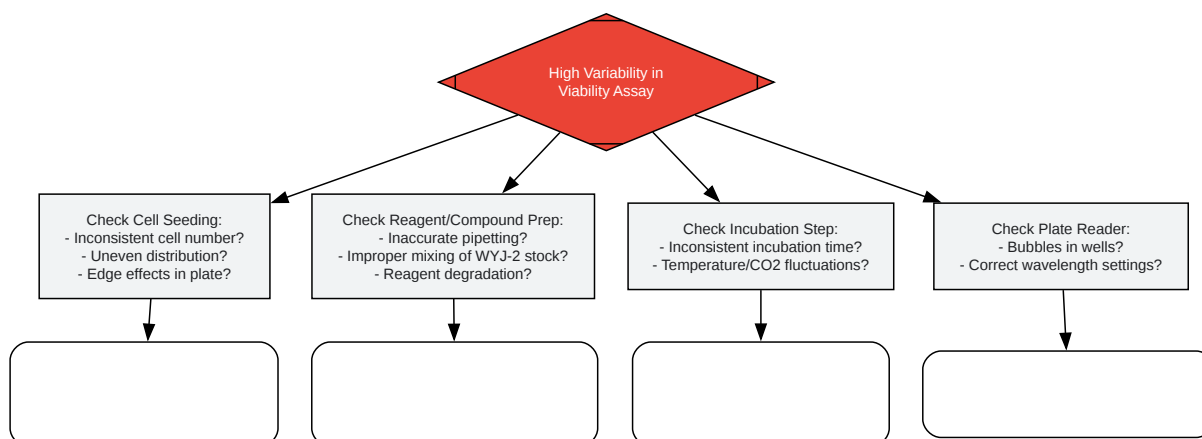 High Variability in
Viability Assay
Check Cell Seeding:
- Inconsistent cell number?
- Uneven distribution?
- Edge effects in plate?
Check Reagent/Compound Prep:
- Inaccurate pipetting?
- Improper mixing of WYJ-2 stock?
- Reagent degradation?
Check Incubation Step:
- Inconsistent incubation time?
- Temperature/CO2 fluctuations?
Check Plate Reader:
- Bubbles in wells?
- Correct wavelength settings?